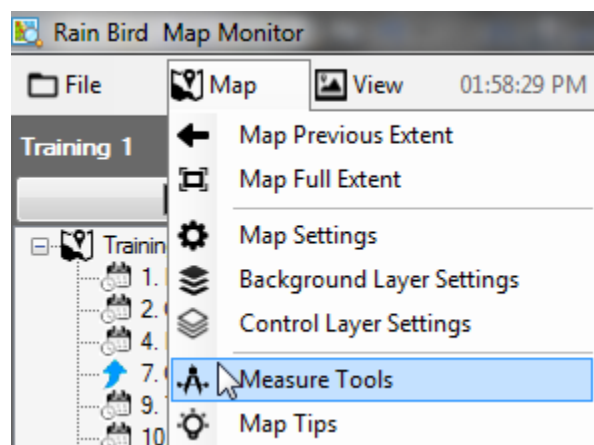 Rain Bird Map Monitor
File Map View 01:58:29 PM
Training 1
Map Previous Extent
Map Full Extent
Map Settings
Background Layer Settings
Control Layer Settings
Measure Tools
Map Tips
1.
2.
4.
7.
9.
10